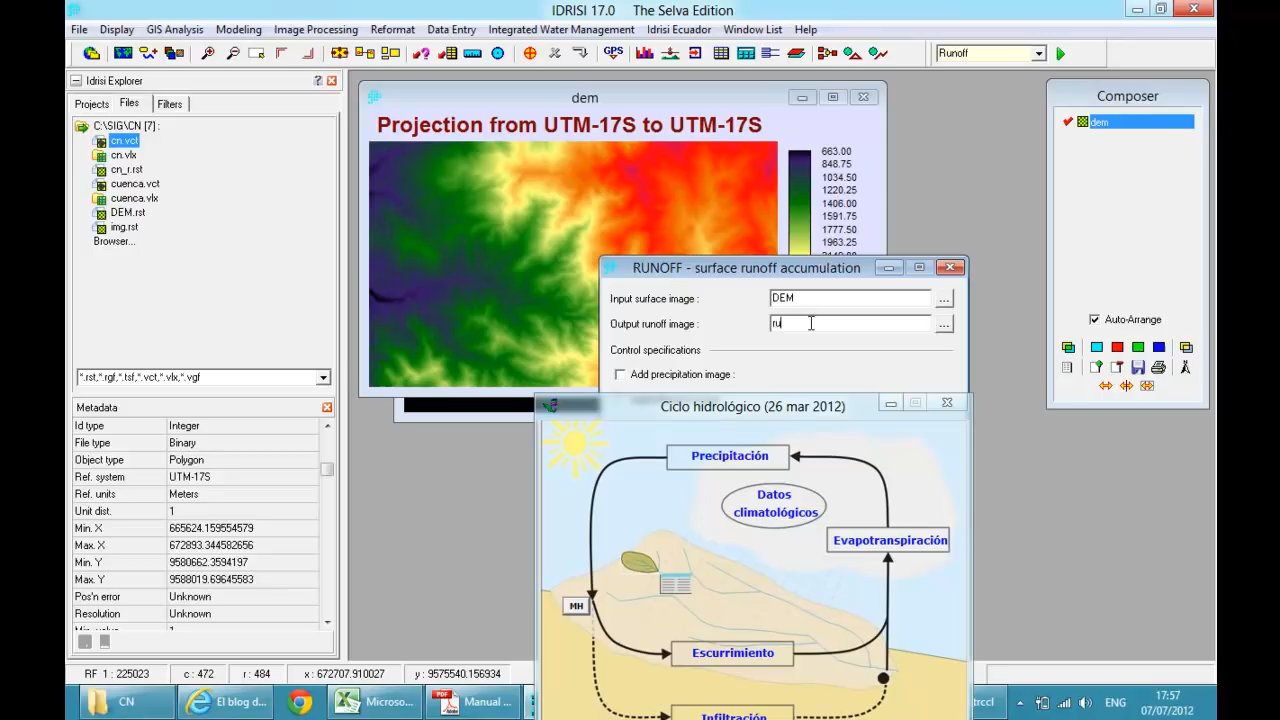 IDRISI 17.0 The Selva Edition
File Display GIS Analysis Modeling Image Processing Reformat Data Entry Integrated Water Management Idrisi Ecuador Window List Help
GPS Runoff
Idrisi Explorer
Projects Files Filters
C:\SIG\CN [7] :
cn.vct
cn.vlx
cn_r.rst
cuenca.vct
cuenca.vlx
DEM.rst
img.rst
Browser...
*.rst,*.rgf,*.tsf,*.vct,*.vlx,*.vgf
Metadata
Id type Integer
File type Binary
Object type Polygon
Ref. system UTM-17S
Ref. units Meters
Unit dist. 1
Min. X 665624.159554579
Max. X 672893.344582656
Min. Y 9580662.3594197
Max. Y 9588019.69645583
Pos'n error Unknown
Resolution Unknown
dem
Projection from UTM-17S to UTM-17S
663.00
848.75
1034.50
1220.25
1406.00
1591.75
1777.50
1963.25
RUNOFF - surface runoff accumulation
Input surface image : DEM ...
Output runoff image : ru ...
Control specifications
Add precipitation image :
Ciclo hidrológico (26 mar 2012)
Precipitación
Datos
climatológicos
Evapotranspiración
MH
Escurrimiento
Infiltración
Composer
dem
Auto-Arrange
RF 1 : 225023 c : 472 r : 484 x : 672707.910027 y : 9575540.156934
CN El blog d... Microso... Manual ... trccl ENG 17:57
07/07/2012